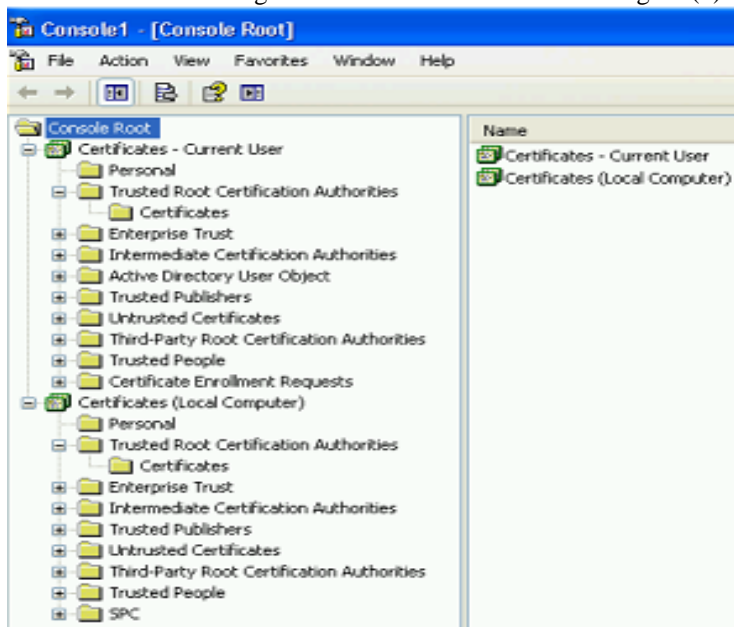 Console1 - [Console Root]
File Action View Favorites Window Help
Console Root
Certificates - Current User
Personal
Trusted Root Certification Authorities
Certificates
Enterprise Trust
Intermediate Certification Authorities
Active Directory User Object
Trusted Publishers
Untrusted Certificates
Third-Party Root Certification Authorities
Trusted People
Certificate Enrollment Requests
Certificates (Local Computer)
Personal
Trusted Root Certification Authorities
Certificates
Enterprise Trust
Intermediate Certification Authorities
Trusted Publishers
Untrusted Certificates
Third-Party Root Certification Authorities
Trusted People
SPC
Name
Certificates - Current User
Certificates (Local Computer)